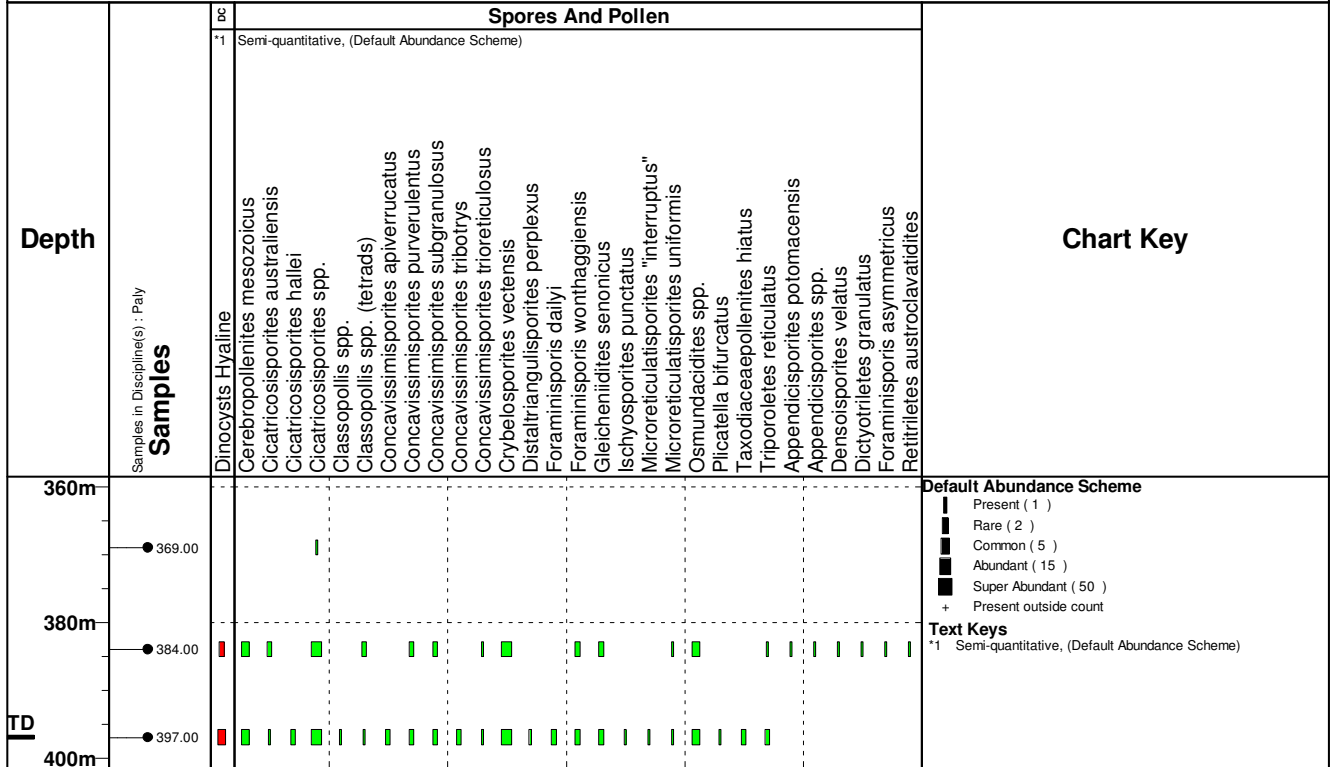 DC
Spores And Pollen
*1 Semi-quantitative, (Default Abundance Scheme)
Depth
Samples in Discipline(s) : Paly
Samples
Dinocysts Hyaline
Cerebropollenites mesozoicus
Cicatricosisporites australiensis
Cicatricosisporites hallei
Cicatricosisporites spp.
Classopollis spp.
Classopollis spp. (tetrads)
Concavissimisporites apiverrucatus
Concavissimisporites purverulentus
Concavissimisporites subgranulosus
Concavissimisporites tribotrys
Concavissimisporites trioreticulosus
Crybelosporites vectensis
Distaltriangulisporites perplexus
Foraminisporis dailyi
Foraminisporis wonthaggiensis
Gleicheniidites senonicus
Ischyosporites punctatus
Microreticulatisporites "interruptus"
Microreticulatisporites uniformis
Osmundacidites spp.
Plicatella bifurcatus
Taxodiaceaepollenites hiatus
Triporoletes reticulatus
Appendicisporites potomacensis
Appendicisporites spp.
Densoisporites velatus
Dictyotriletes granulatus
Foraminisporis asymmetricus
Retitriletes austroclavatidites
Chart Key
360m
369.00
380m
384.00
TD
397.00
400m
Default Abundance Scheme
Present ( 1 )
Rare ( 2 )
Common ( 5 )
Abundant ( 15 )
Super Abundant ( 50 )
+ Present outside count
Text Keys
*1 Semi-quantitative, (Default Abundance Scheme)